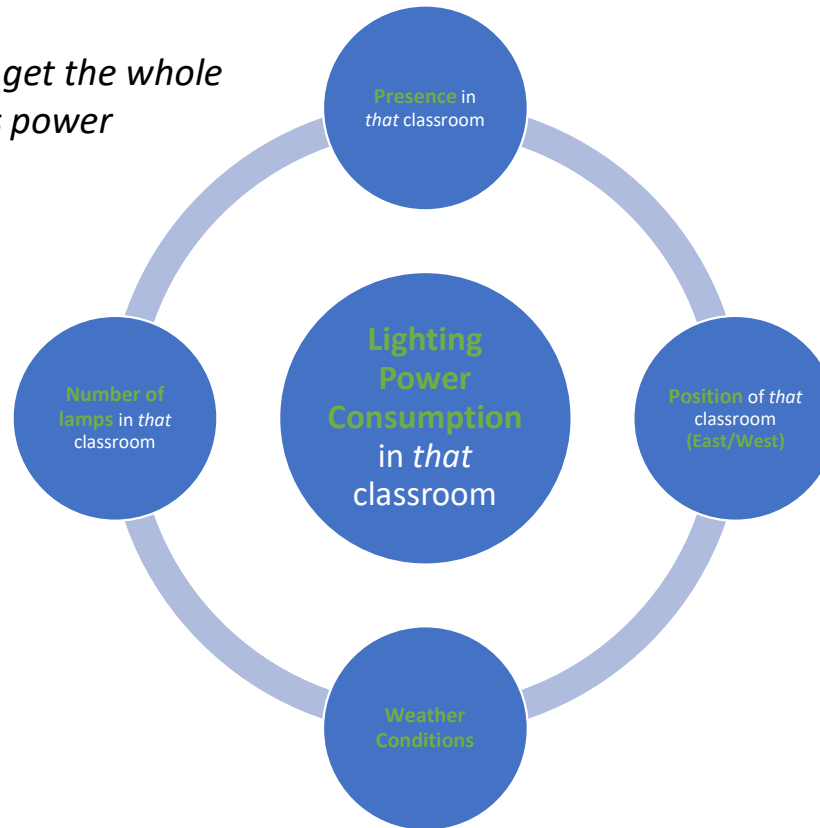 get the whole
power
Presence in
that classroom
Lighting
Power
Consumption
in that
classroom
Number of
lamps in that
classroom
Position of that
classroom
(East/West)
Weather
Conditions